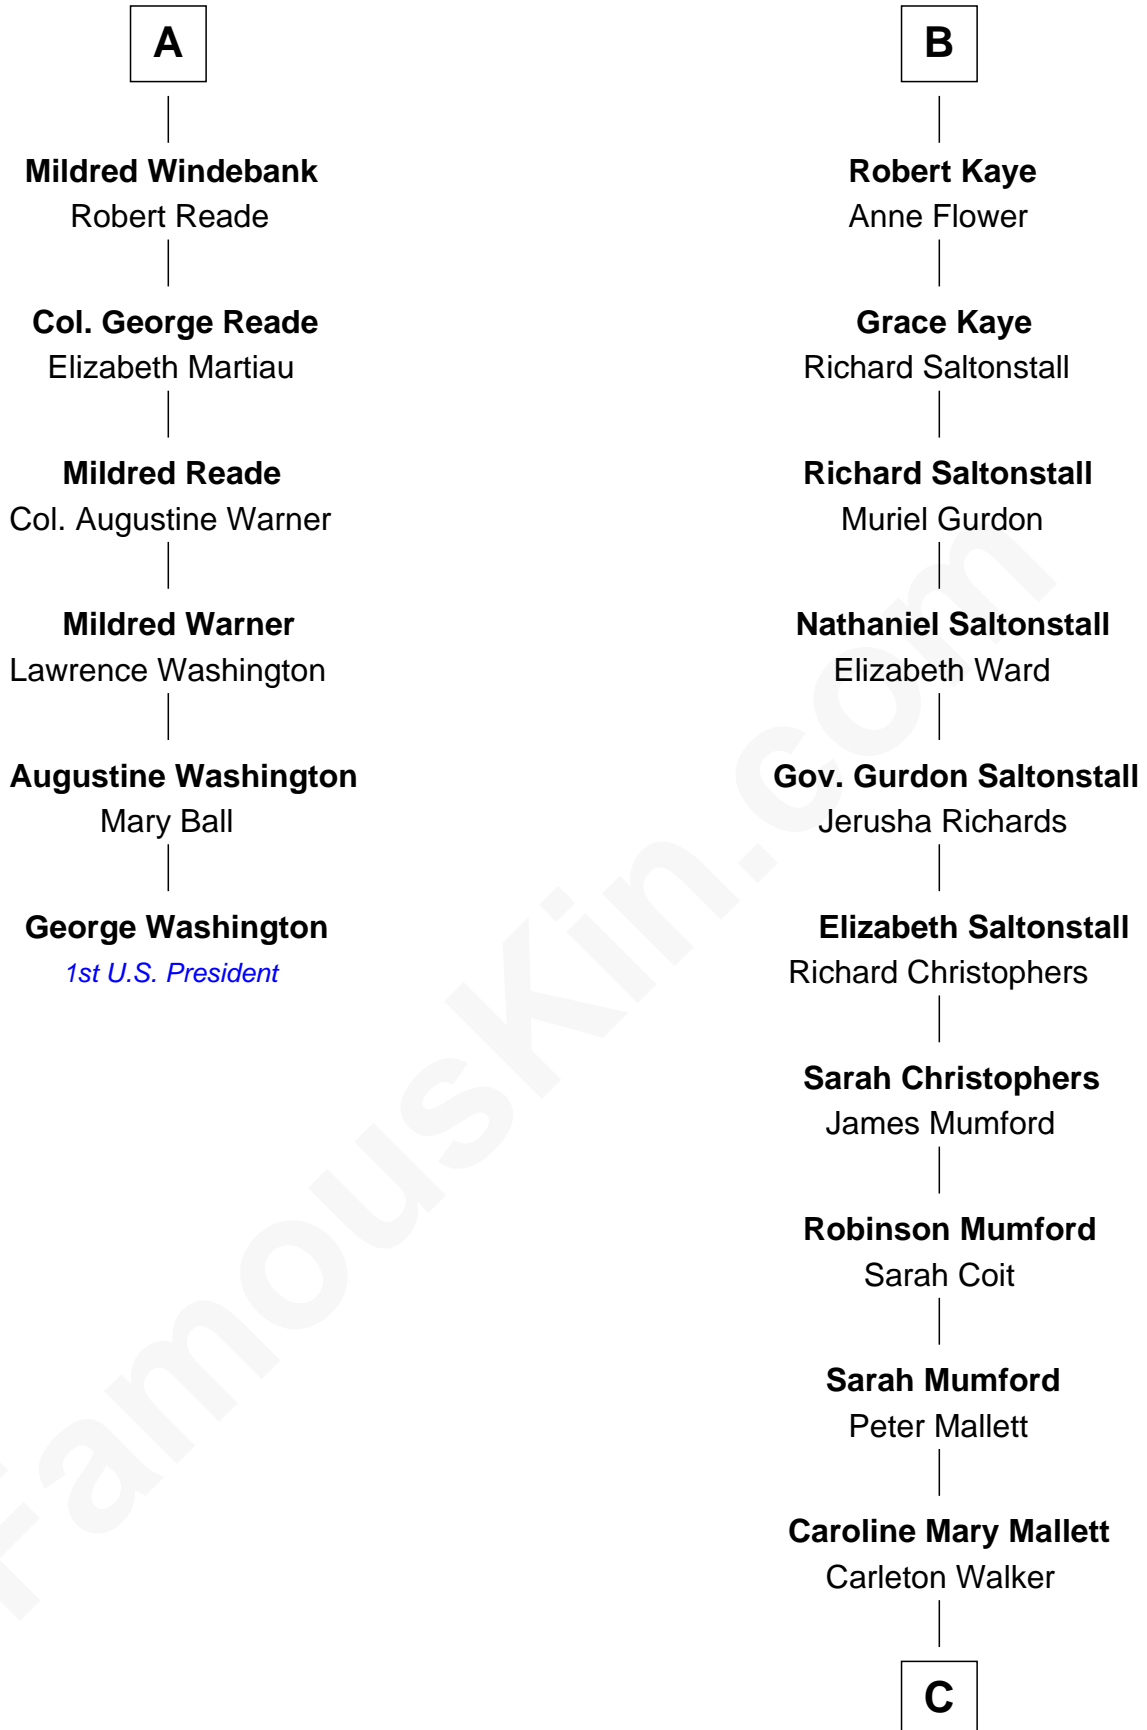 A
Mildred Windebank
Robert Reade
Col. George Reade
Elizabeth Martiau
Mildred Reade
Col. Augustine Warner
Mildred Warner
Lawrence Washington
Augustine Washington
Mary Ball
George Washington
1st U.S. President
B
Robert Kaye
Anne Flower
Grace Kaye
Richard Saltonstall
Richard Saltonstall
Muriel Gurdon
Nathaniel Saltonstall
Elizabeth Ward
Gov. Gurdon Saltonstall
Jerusha Richards
Elizabeth Saltonstall
Richard Christophers
Sarah Christophers
James Mumford
Robinson Mumford
Sarah Coit
Sarah Mumford
Peter Mallett
Caroline Mary Mallett
Carleton Walker
C
FamousKin.com